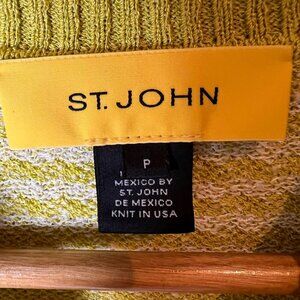 ST. JOHN
P
MEXICO BY
ST. JOHN
DE MEXICO
KNIT IN USA